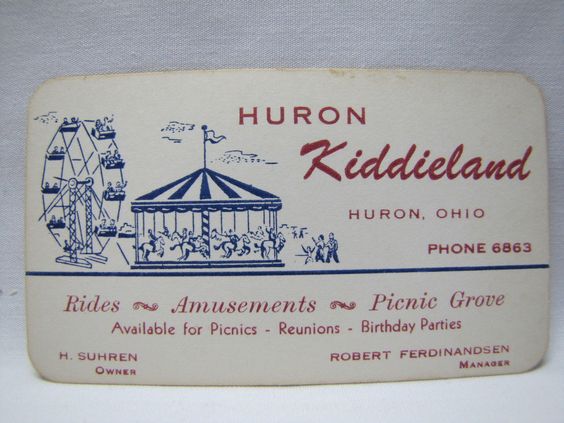 HURON
Kiddieland
HURON, OHIO
PHONE 6863
Rides ~ Amusements ~ Picnic Grove
Available for Picnics - Reunions - Birthday Parties
H. SUHREN
OWNER
ROBERT FERDINANDSEN
MANAGER